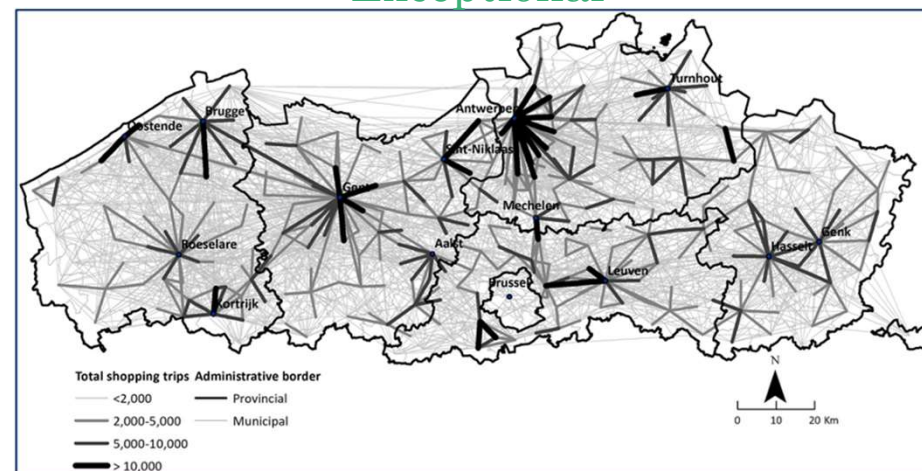 Exceptional
Turnhout
Brugge
Antwerpen
Oostende
Sint-Niklaas
Gent
Mechelen
Roeselare
Aalst
Genk
Hasselt
Leuven
Brussel
Kortrijk
Total shopping trips Administrative border
<2,000 Provincial
2,000-5,000 Municipal
5,000-10,000
> 10,000
N
0 10 20 Km